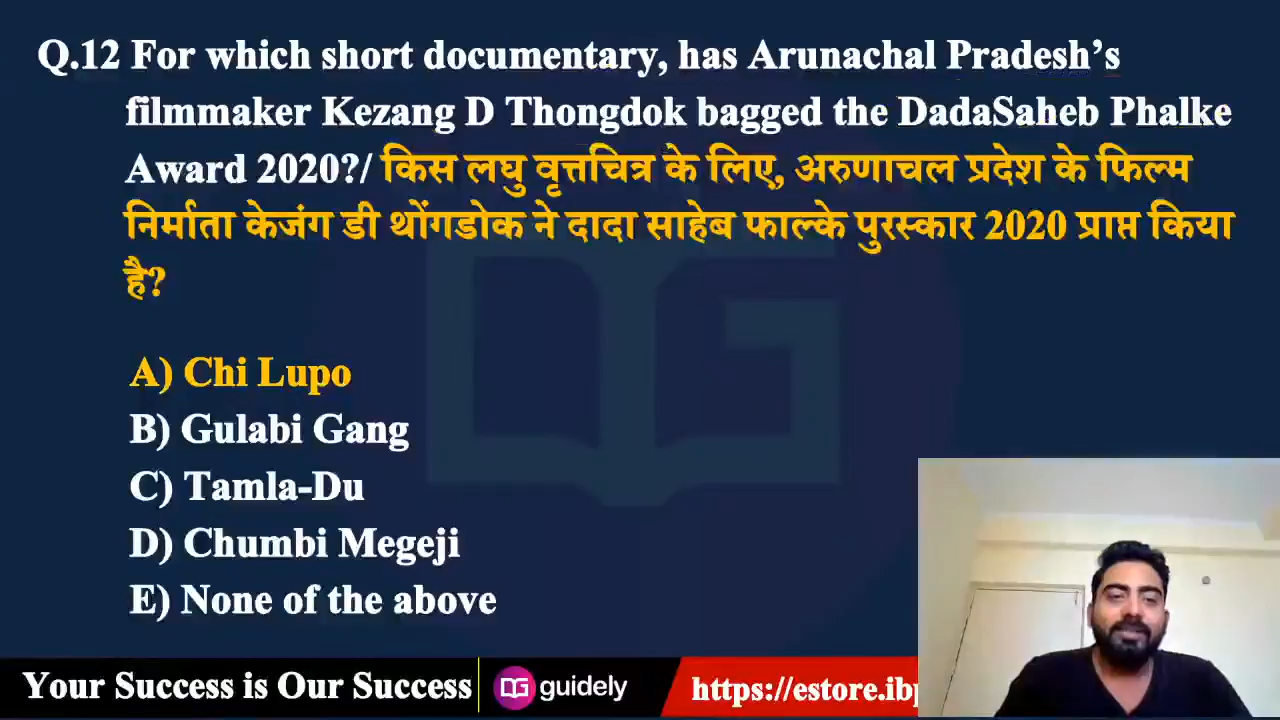 Q.12 For which short documentary, has Arunachal Pradesh’s
filmmaker Kezang D Thongdok bagged the DadaSaheb Phalke
Award 2020?/ किस लघु वृत्तचित्र के लिए, अरुणाचल प्रदेश के फिल्म
निर्माता केजंग डी थोंगडोक ने दादा साहेब फाल्के पुरस्कार 2020 प्राप्त किया
है?
A) Chi Lupo
B) Gulabi Gang
C) Tamla-Du
D) Chumbi Megeji
E) None of the above
Your Success is Our Success
DG guidely
https://estore.ib